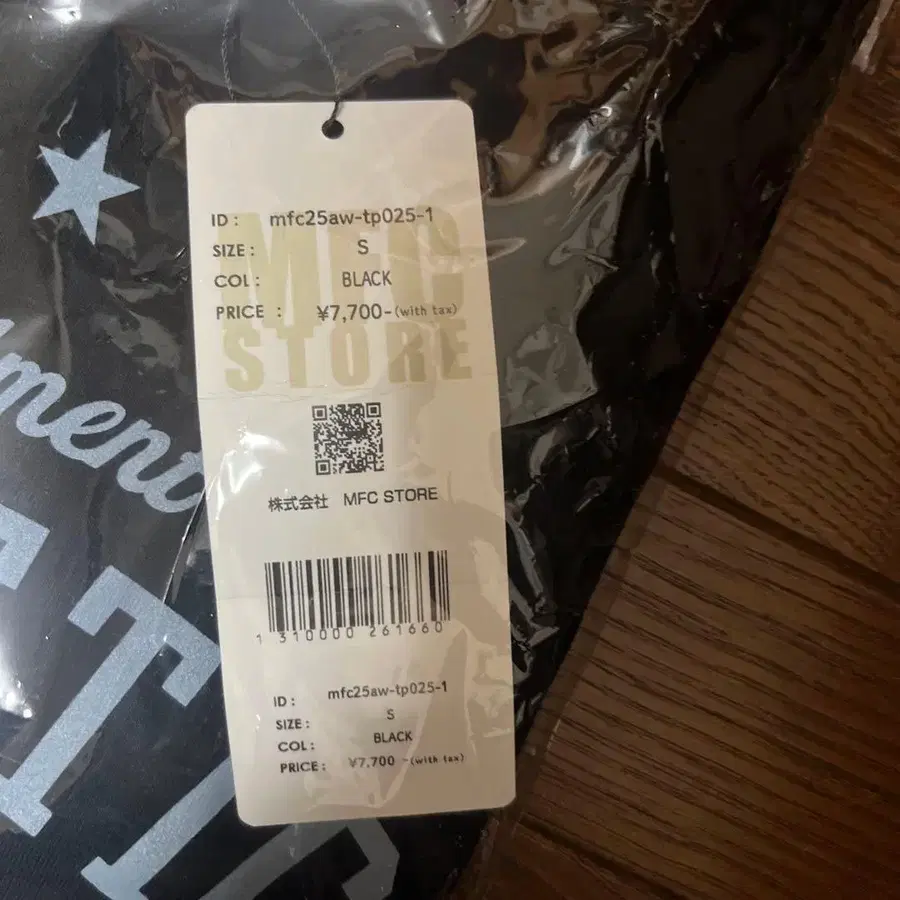 ID : mfc25aw-tp025-1
SIZE : S
COL : BLACK
PRICE : ¥7,700-(with tax)
MFC
STORE
株式会社 MFC STORE
1 310000 261660
ID : mfc25aw-tp025-1
SIZE : S
COL : BLACK
PRICE : ¥7,700 -(with tax)
ment